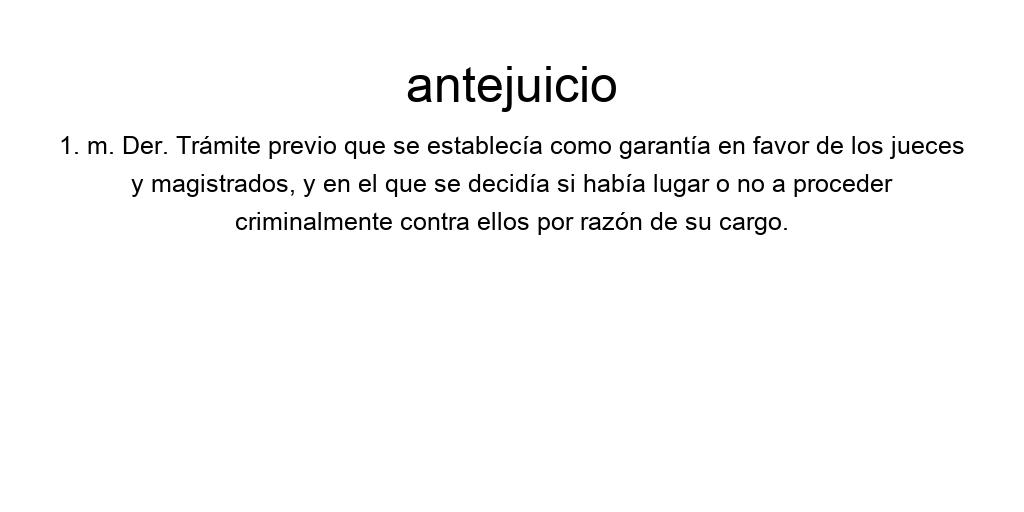 antejuicio
1. m. Der. Trámite previo que se establecía como garantía en favor de los jueces
y magistrados, y en el que se decidía si había lugar o no a proceder
criminalmente contra ellos por razón de su cargo.